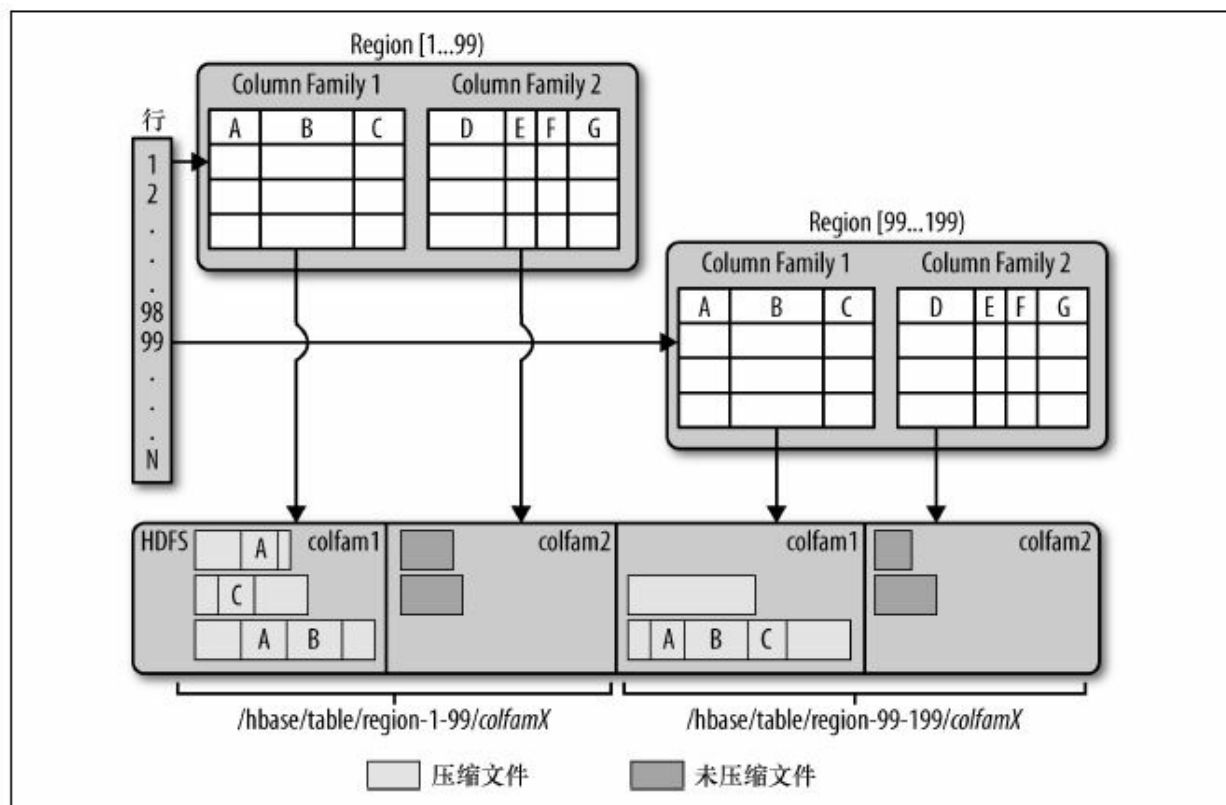 Region [1...99)
Column Family 1 Column Family 2
A B C D E F G
行
1
2
.
.
.
98
99
.
.
.
N
Region [99...199)
Column Family 1 Column Family 2
A B C D E F G
HDFS A colfam1 colfam2 colfam1 colfam2
C
A B A B C
/hbase/table/region-1-99/colfamX /hbase/table/region-99-199/colfamX
压缩文件 未压缩文件